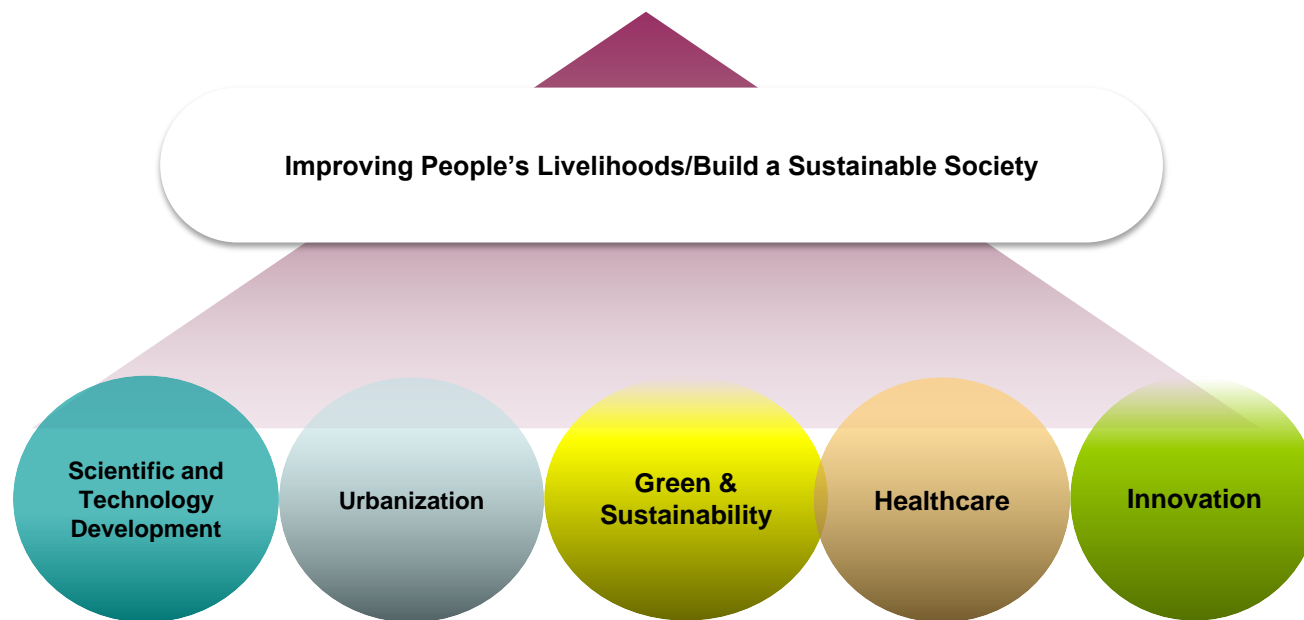 Improving People’s Livelihoods/Build a Sustainable Society
Scientific and
Technology
Development
Urbanization
Green &
Sustainability
Healthcare
Innovation